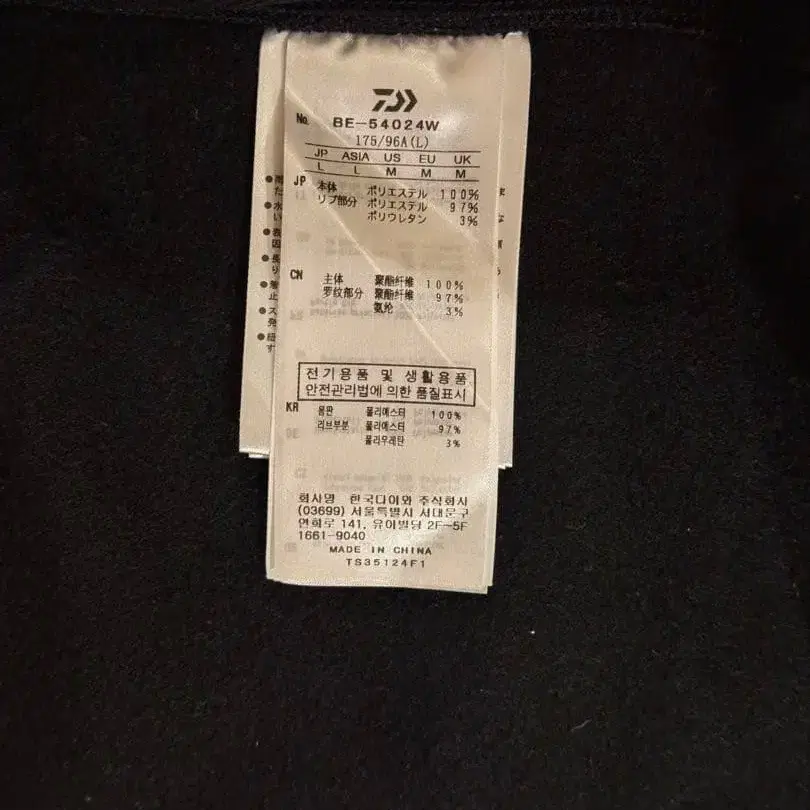 No. BE-54024W
175/96A(L)
JP ASIA US EU UK
L L M M M
JP 本体 ポリエステル 100%
リブ部分 ポリエステル 97%
ポリウレタン 3%
CN 主体 聚酯纤维 100%
罗纹部分 聚酯纤维 97%
氨纶 3%
전기용품 및 생활용품
안전관리법에 의한 품질표시
KR 몸판 폴리에스터 100%
리브부분 폴리에스터 97%
폴리우레탄 3%
회사명 한국다이와 주식회사
(03699) 서울특별시 서대문구
연희로 141, 유이빌딩 2F~5F
1661-9040
MADE IN CHINA
TS35124F1